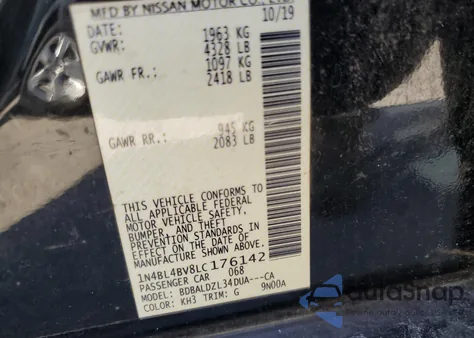 MFD BY NISSAN MOTOR CO., LTD.
DATE: 10/19
GVWR: 1963 KG
4328 LB
GAWR FR.: 1097 KG
2418 LB
GAWR RR.: 945 KG
2083 LB
THIS VEHICLE CONFORMS TO
ALL APPLICABLE FEDERAL
MOTOR VEHICLE SAFETY,
BUMPER, AND THEFT
PREVENTION STANDARDS
IN EFFECT ON THE DATE OF
MANUFACTURE SHOWN ABOVE.
1N4BL4BV8LC176142
PASSENGER CAR 068
MODEL: BDBALDZL34DUA---CA
COLOR: KH3 TRIM: G 9N00A
autoSnap